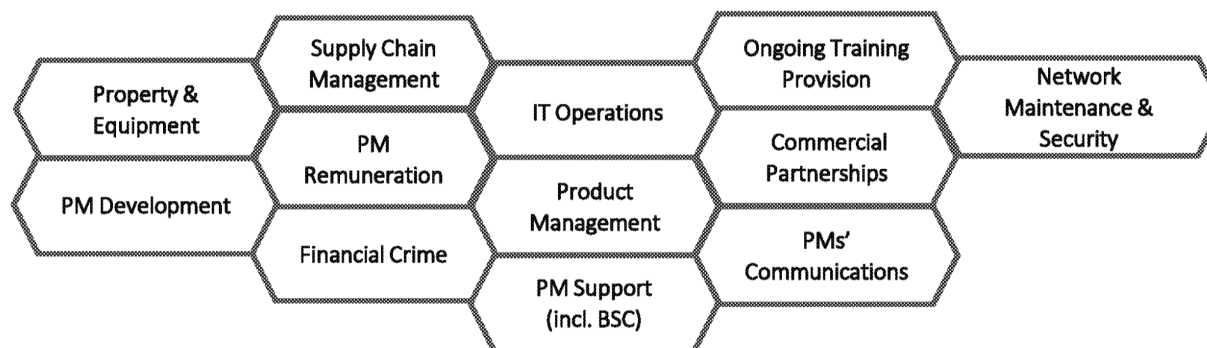 Property &
Equipment
PM Development
Supply Chain
Management
PM
Remuneration
Financial Crime
IT Operations
Product
Management
PM Support
(incl. BSC)
Ongoing Training
Provision
Commercial
Partnerships
PMs’
Communications
Network
Maintenance &
Security